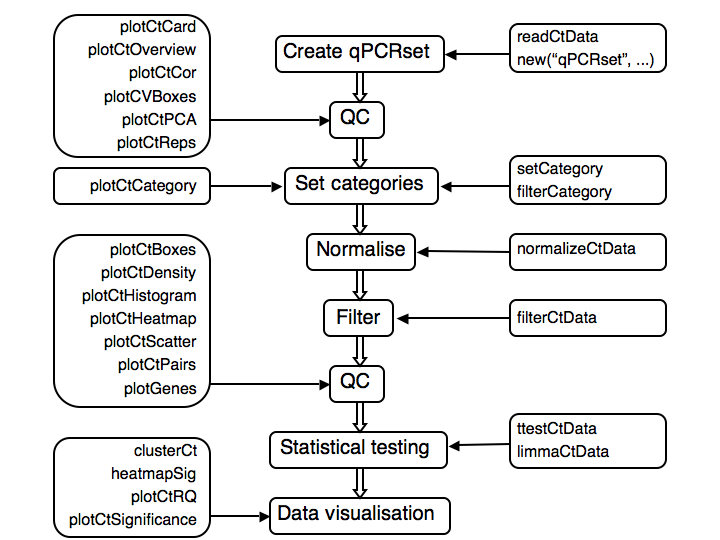 plotCtCard
plotCtOverview
plotCtCor
plotCVBoxes
plotCtPCA
plotCtReps
Create qPCRset
readCtData
new(“qPCRset”, ...)
QC
plotCtCategory
Set categories
setCategory
filterCategory
Normalise
normalizeCtData
plotCtBoxes
plotCtDensity
plotCtHistogram
plotCtHeatmap
plotCtScatter
plotCtPairs
plotGenes
Filter
filterCtData
QC
Statistical testing
ttestCtData
limmaCtData
clusterCt
heatmapSig
plotCtRQ
plotCtSignificance
Data visualisation